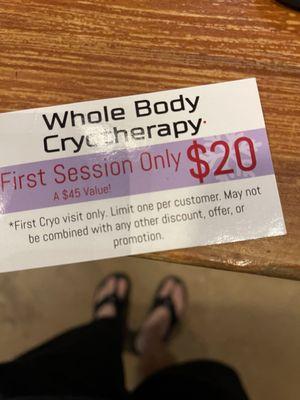 Whole Body
Cryotherapy*
First Session Only $20
A $45 Value!
*First Cryo visit only. Limit one per customer. May not
be combined with any other discount, offer, or
promotion.